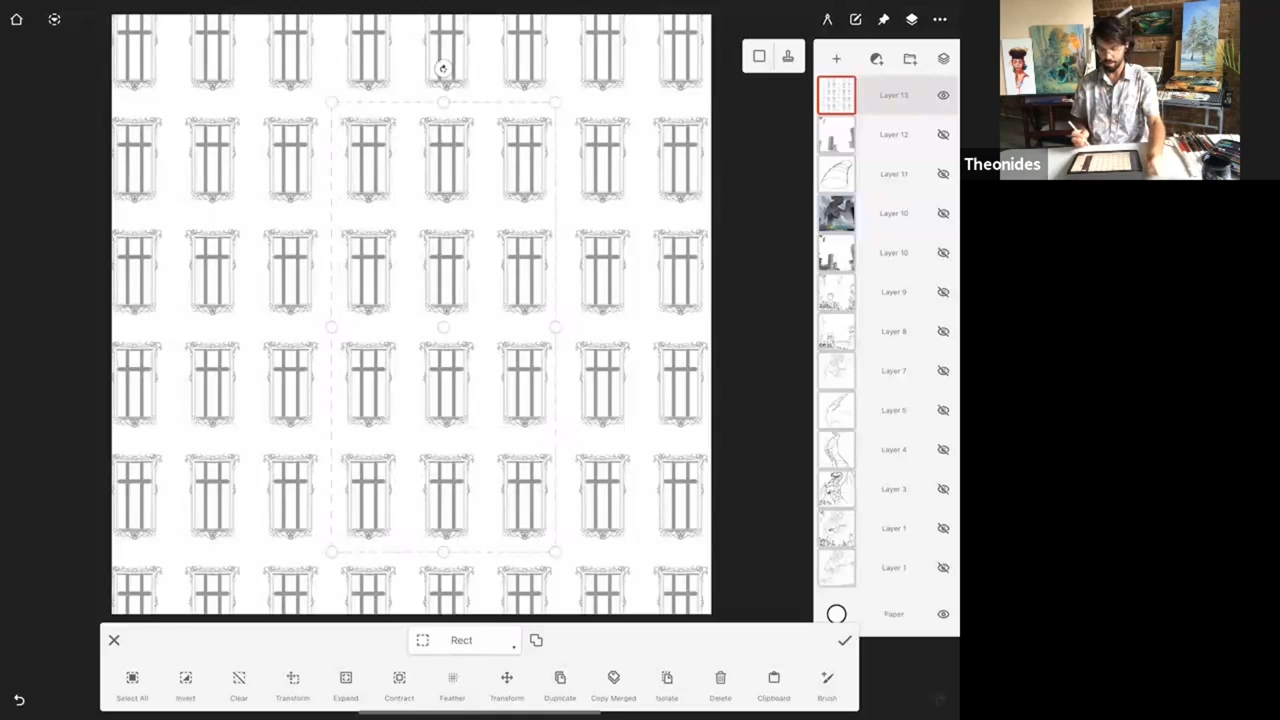 Layer 13
Layer 12
Layer 11
Layer 10
Layer 10
Layer 9
Layer 8
Layer 7
Layer 5
Layer 4
Layer 3
Layer 1
Layer 1
Paper
Theonides
Rect
Select All Invert Clear Transform Expand Contract Feather Transform Duplicate Copy Merged Isolate Delete Clipboard Brush